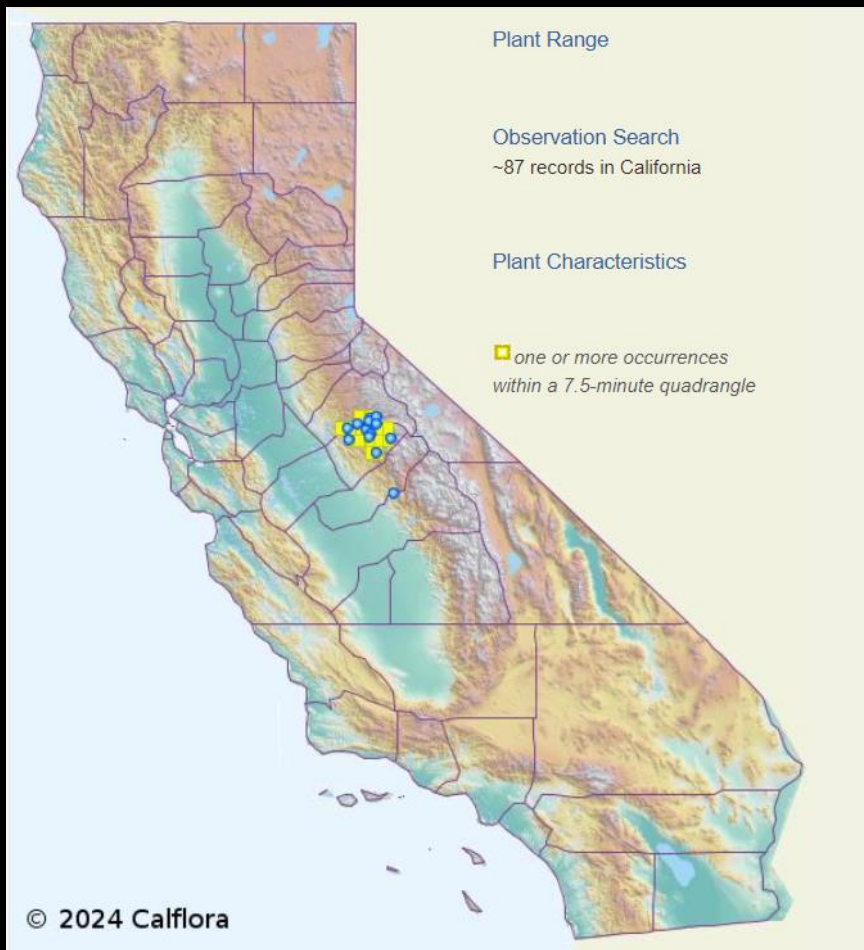 Plant Range
Observation Search
~87 records in California
Plant Characteristics
one or more occurrences
within a 7.5-minute quadrangle
© 2024 Calflora